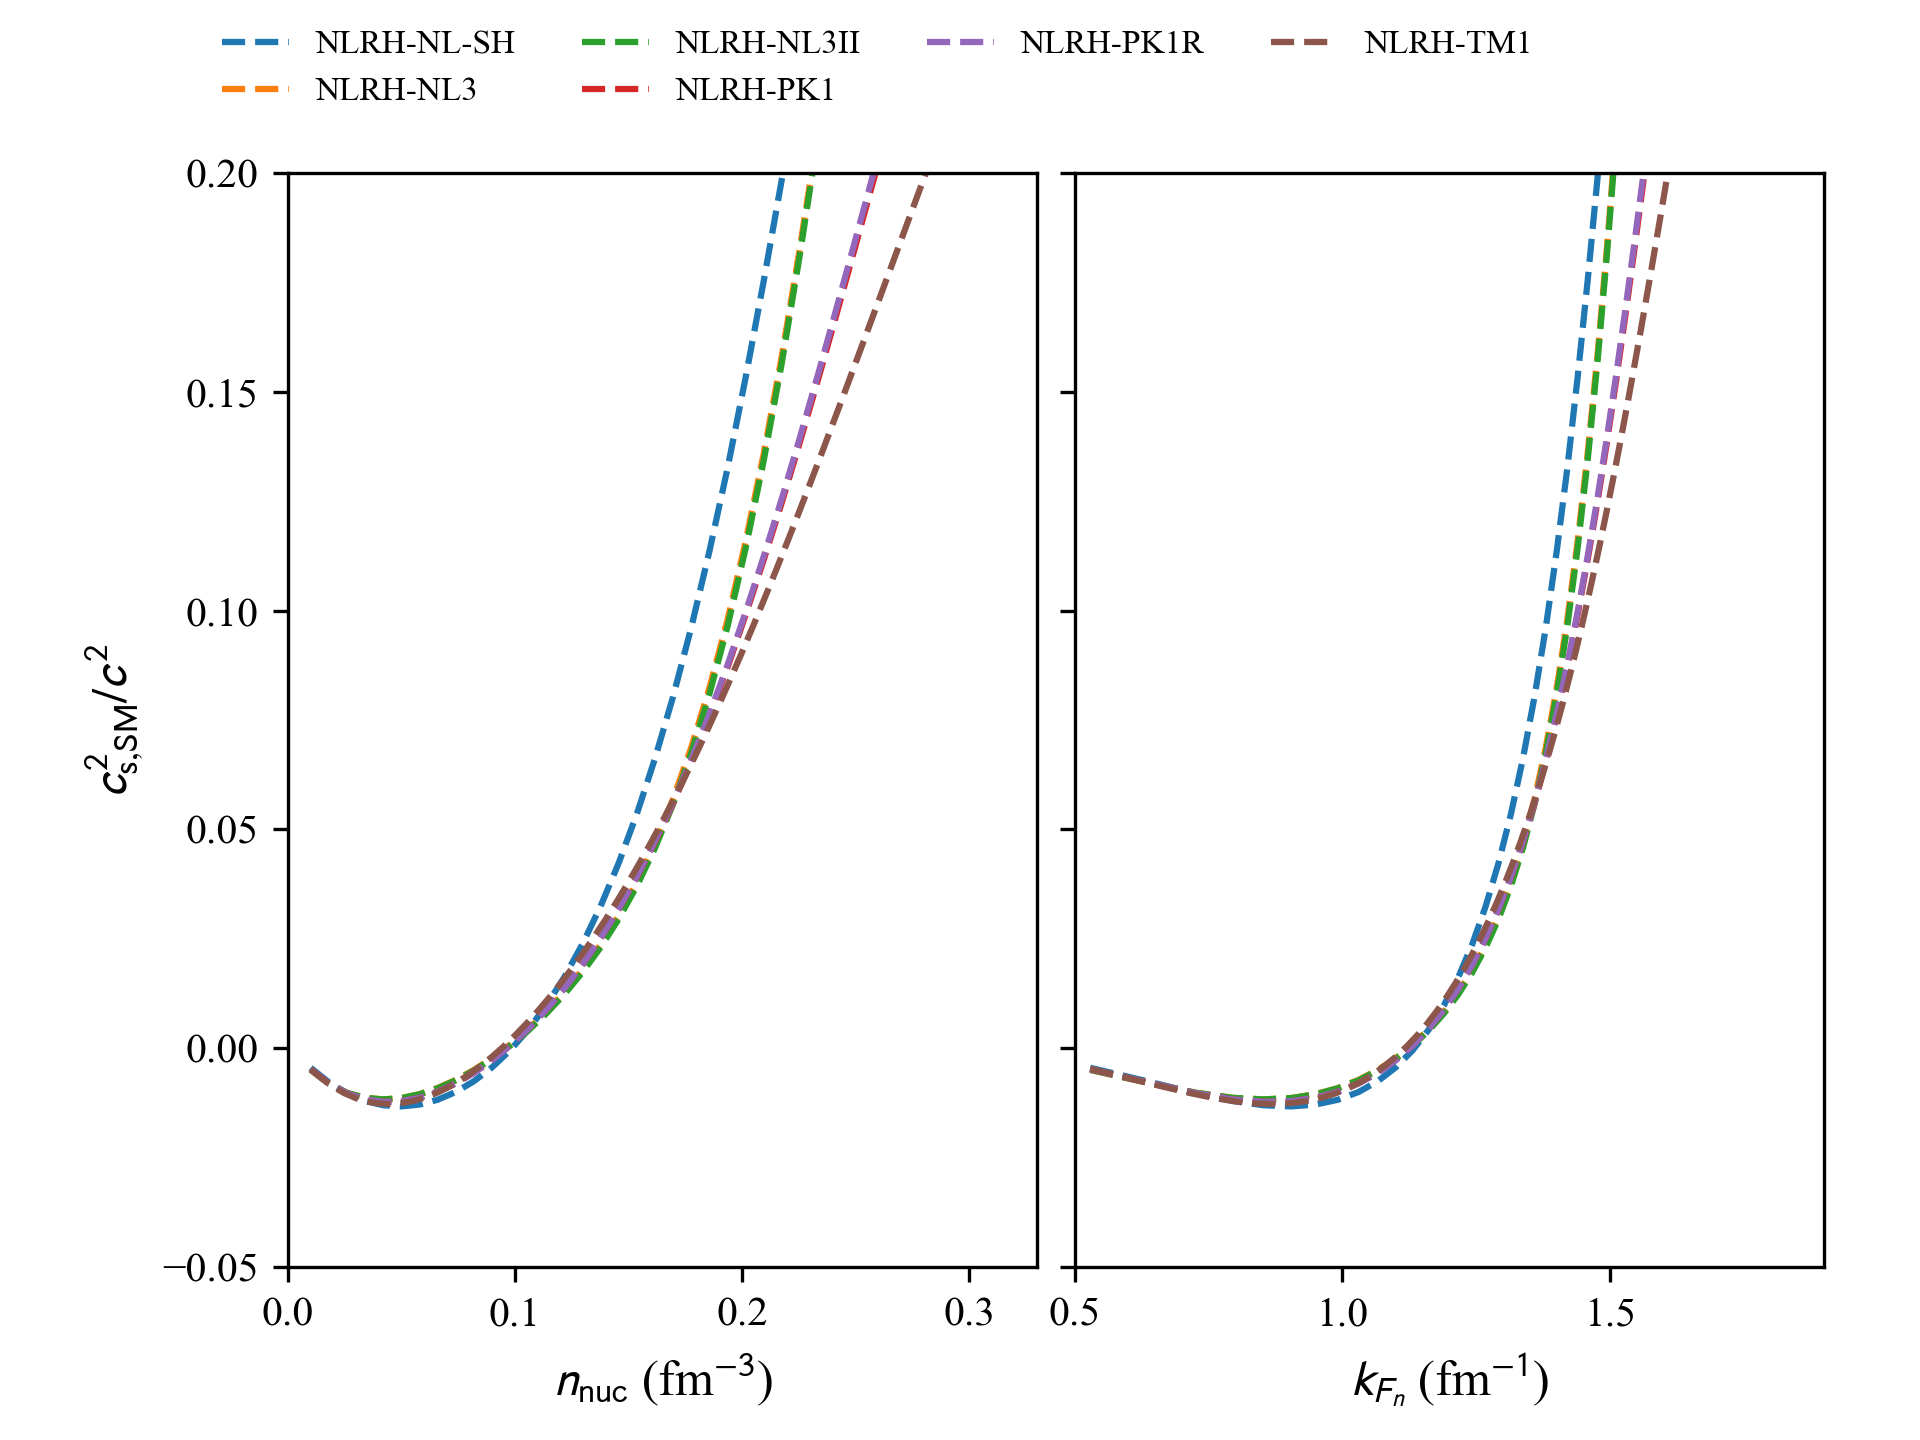 NLRH-NL-SH NLRH-NL3II NLRH-PK1R NLRH-TM1
NLRH-NL3 NLRH-PK1
0.20
0.15
0.10
0.05
0.00
−0.05
c²s,SM/c²
0.0 0.1 0.2 0.3
n_nuc (fm⁻³)
0.5 1.0 1.5
k_F_n (fm⁻¹)